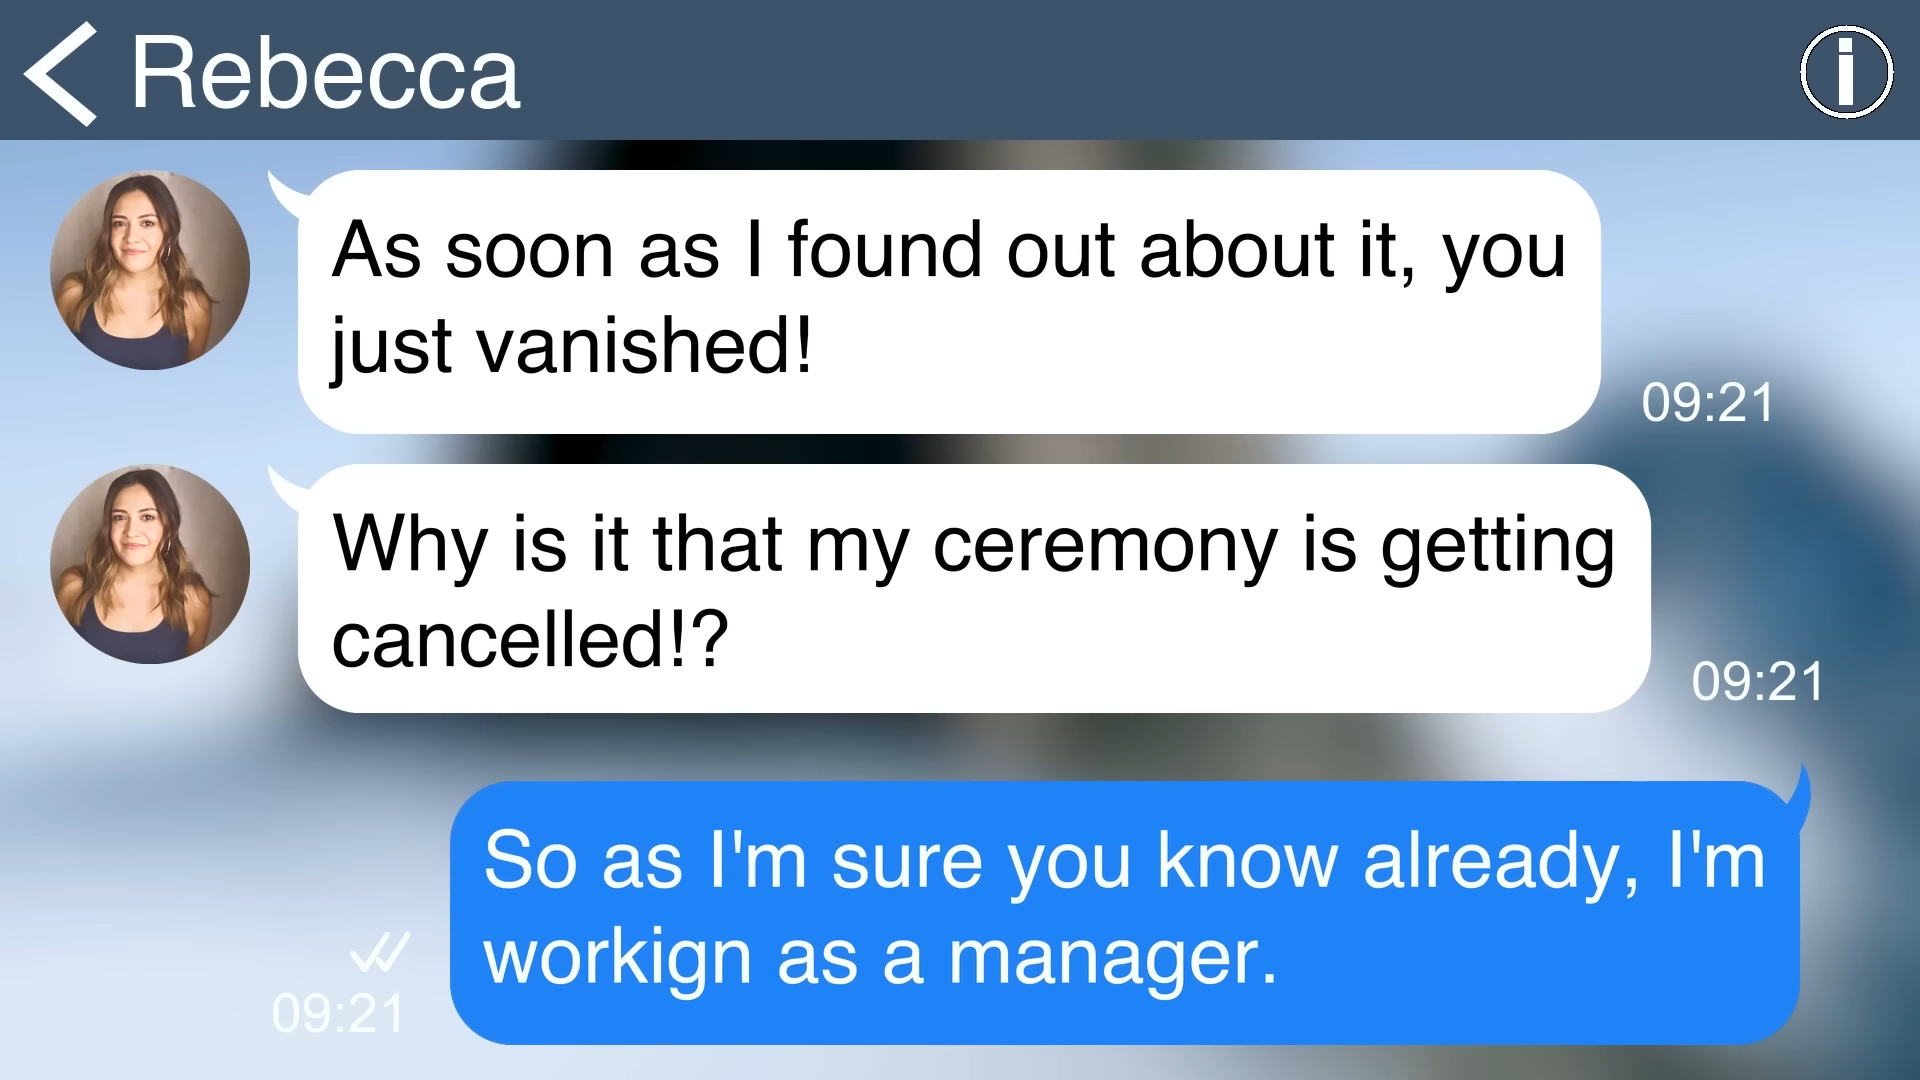 Rebecca
As soon as I found out about it, you
just vanished!
09:21
Why is it that my ceremony is getting
cancelled!?
09:21
So as I'm sure you know already, I'm
workign as a manager.
09:21